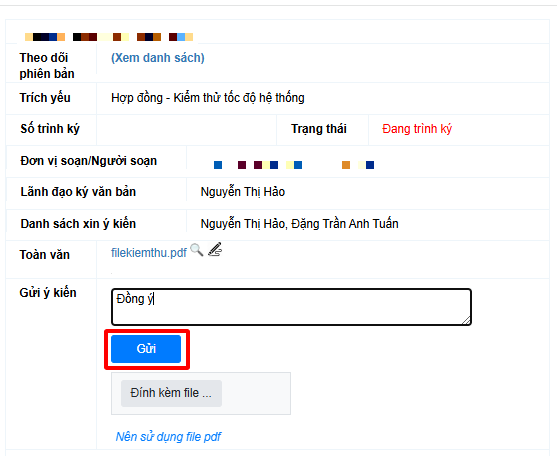 Theo dõi (Xem danh sách)
phiên bản
Trích yếu Hợp đồng - Kiểm thử tốc độ hệ thống
Số trình ký Trạng thái Đang trình ký
Đơn vị soạn/Người soạn
Lãnh đạo ký văn bản Nguyễn Thị Hảo
Danh sách xin ý kiến Nguyễn Thị Hảo, Đặng Trần Anh Tuấn
Toàn văn filekiemthu.pdf
Gửi ý kiến Đồng ý
Gửi
Đính kèm file ...
Nên sử dụng file pdf